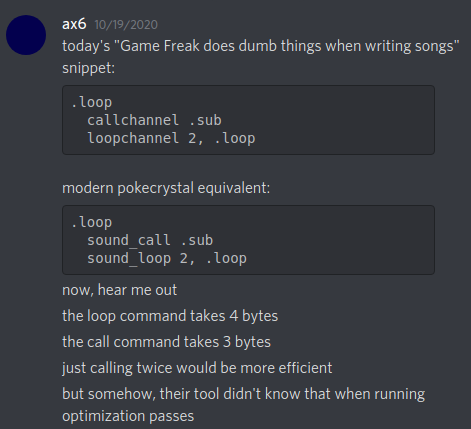 ax6 10/19/2020
today's "Game Freak does dumb things when writing songs"
snippet:
.loop
  callchannel .sub
  loopchannel 2, .loop
modern pokecrystal equivalent:
.loop
  sound_call .sub
  sound_loop 2, .loop
now, hear me out
the loop command takes 4 bytes
the call command takes 3 bytes
just calling twice would be more efficient
but somehow, their tool didn't know that when running
optimization passes